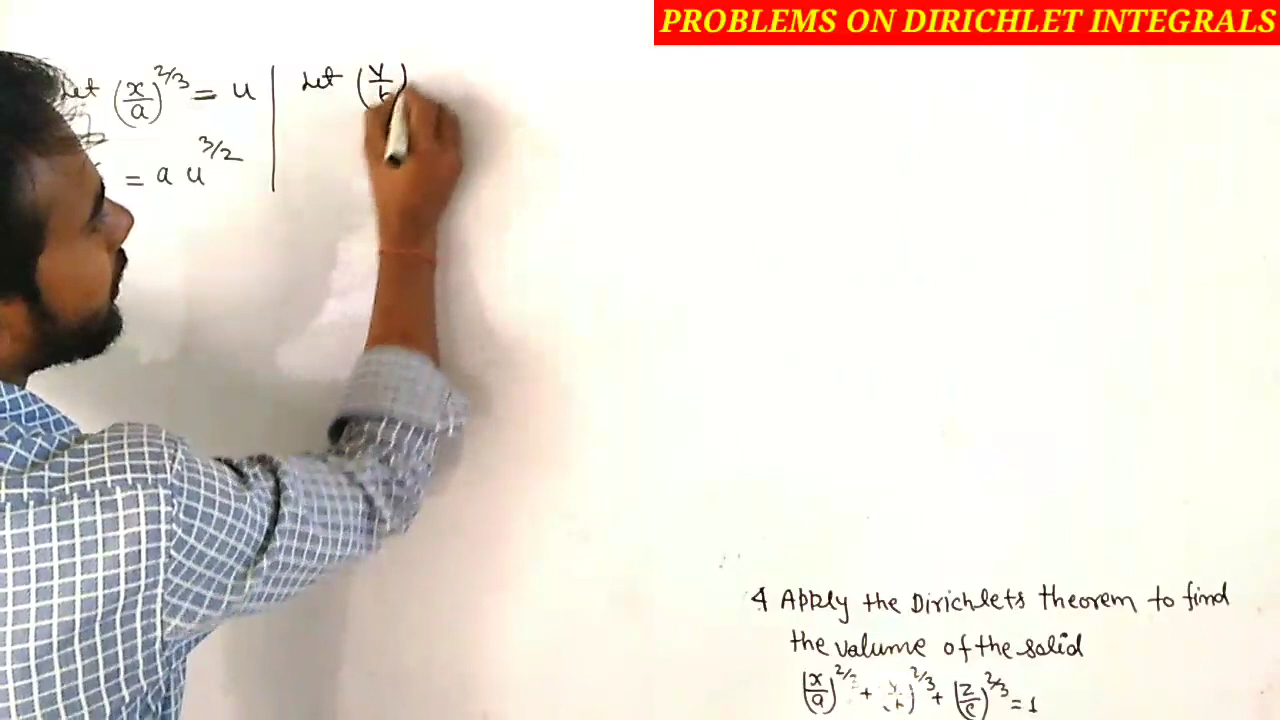 PROBLEMS ON DIRICHLET INTEGRALS
Let (x/a)^2/3 = u
= a u^3/2
Let (y/b)
4 Apply the Dirichlets theorem to find
the volume of the solid
(x/a)^2/3 + (y/b)^2/3 + (z/c)^2/3 = 1